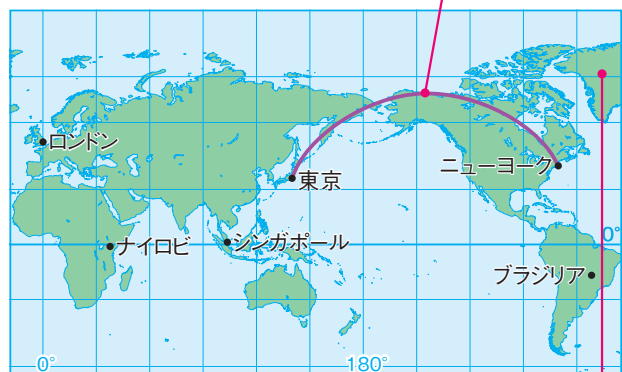 ロンドン
東京
ニューヨーク
ナイロビ
シンガポール
0°
ブラジリア
0°
180°